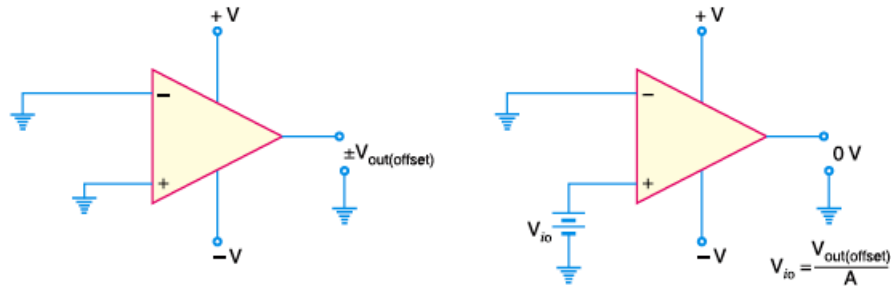 + V
−
±Vout(offset)
+
− V
+ V
−
0 V
+
Vio
− V
Vio = Vout(offset) / A